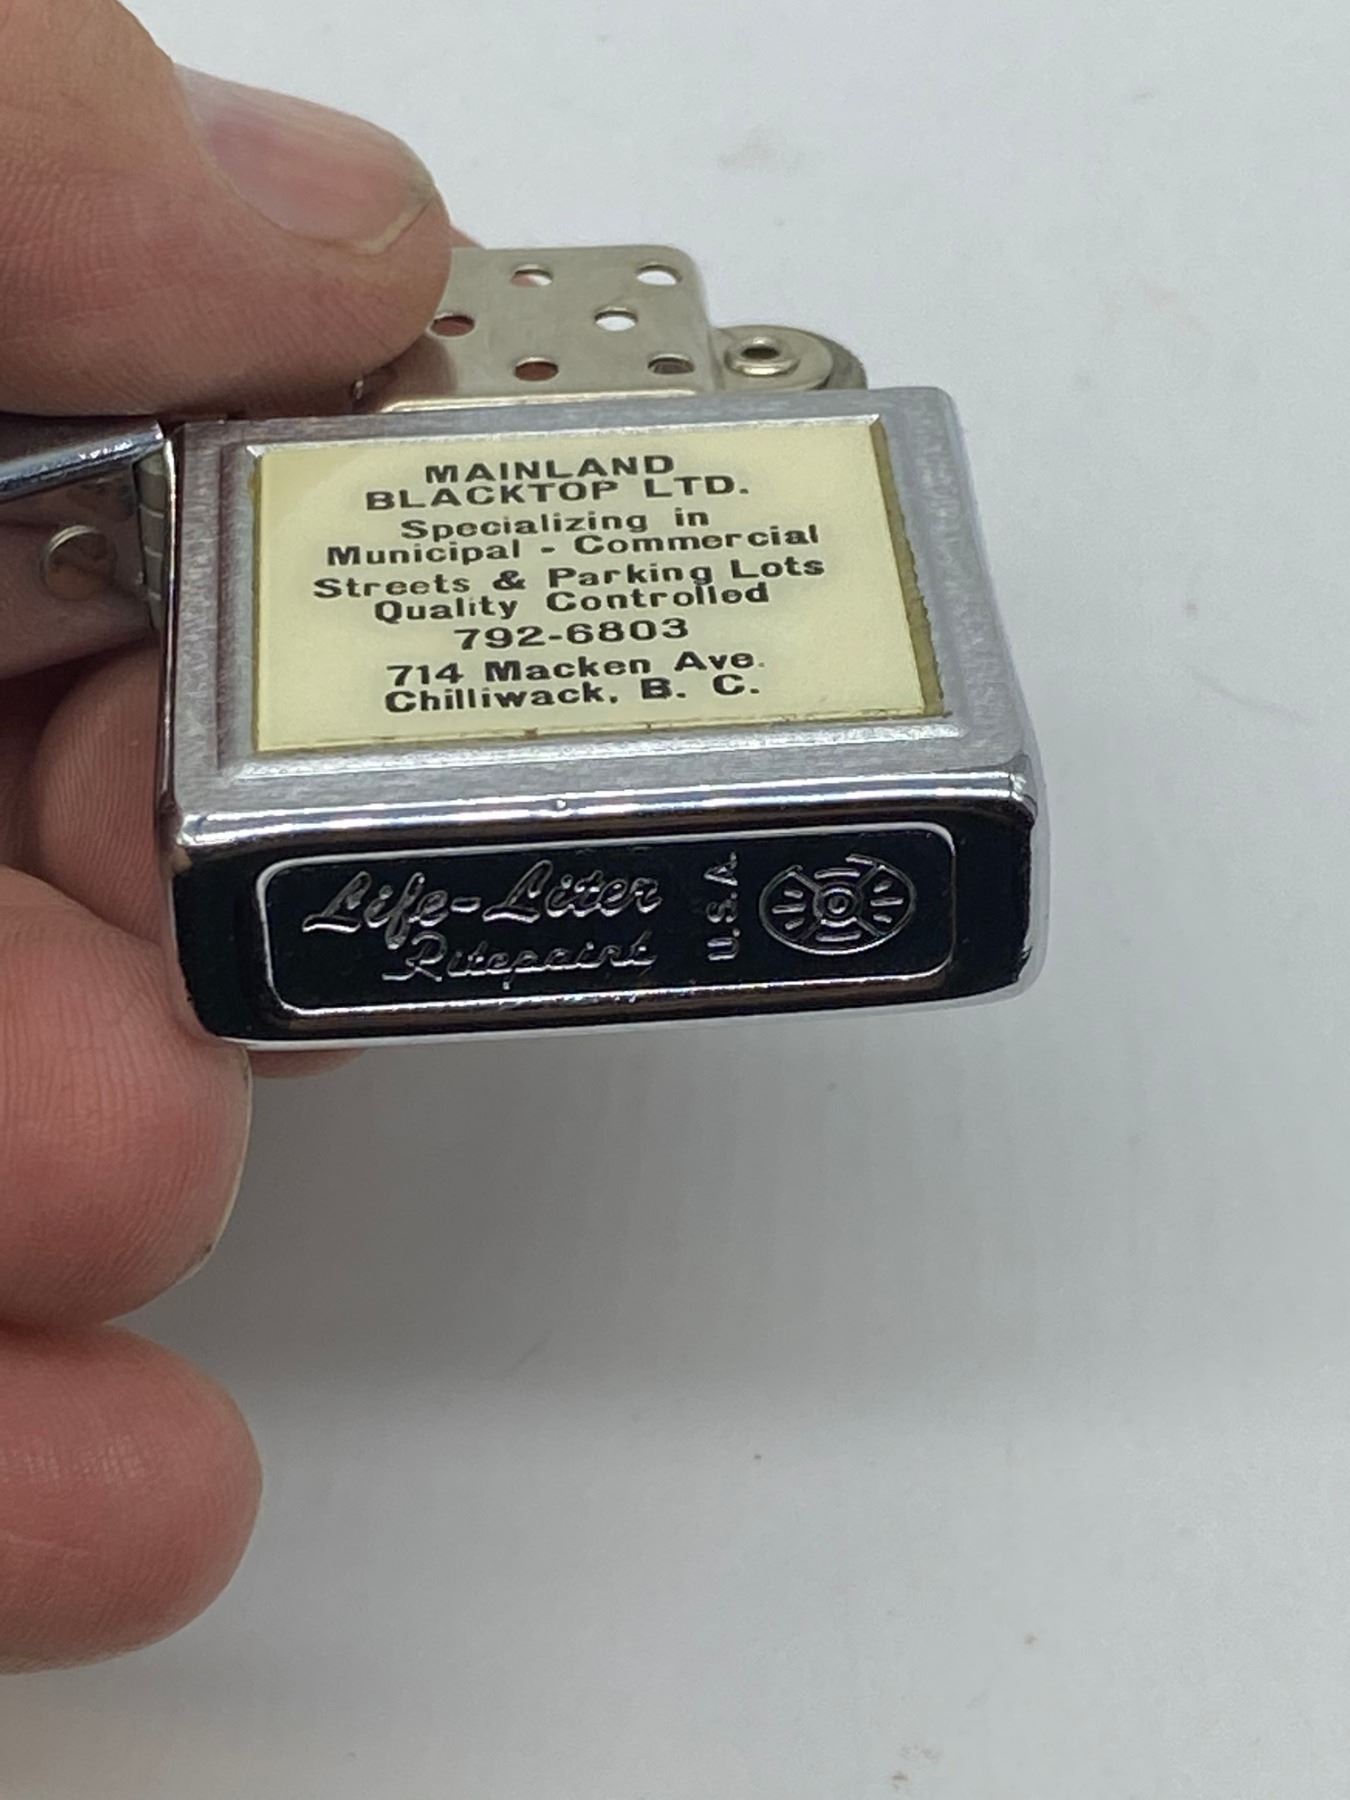 MAINLAND
BLACKTOP LTD.
Specializing in
Municipal - Commercial
Streets & Parking Lots
Quality Controlled
792-6803
714 Macken Ave.
Chilliwack, B. C.
Life-Liter
Ritepoint
U.S.A.